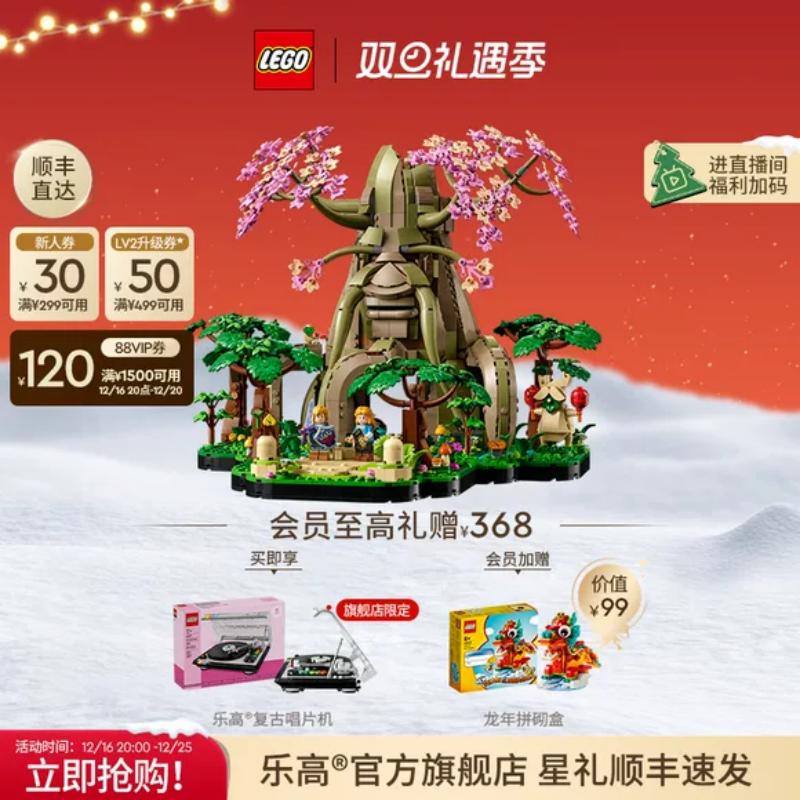 LEGO
双旦礼遇季
顺丰
直达
进直播间
福利加码
新人券
¥30
满¥299可用
LV2升级券*
¥50
满¥499可用
¥120
88VIP券
满¥1500可用
12/16 20点-12/20
会员至高礼赠¥368
买即享
会员加赠
旗舰店限定
价值
¥99
乐高®复古唱片机
龙年拼砌盒
活动时间：12/16 20:00 -12/25
立即抢购！
乐高®官方旗舰店 星礼顺丰速发